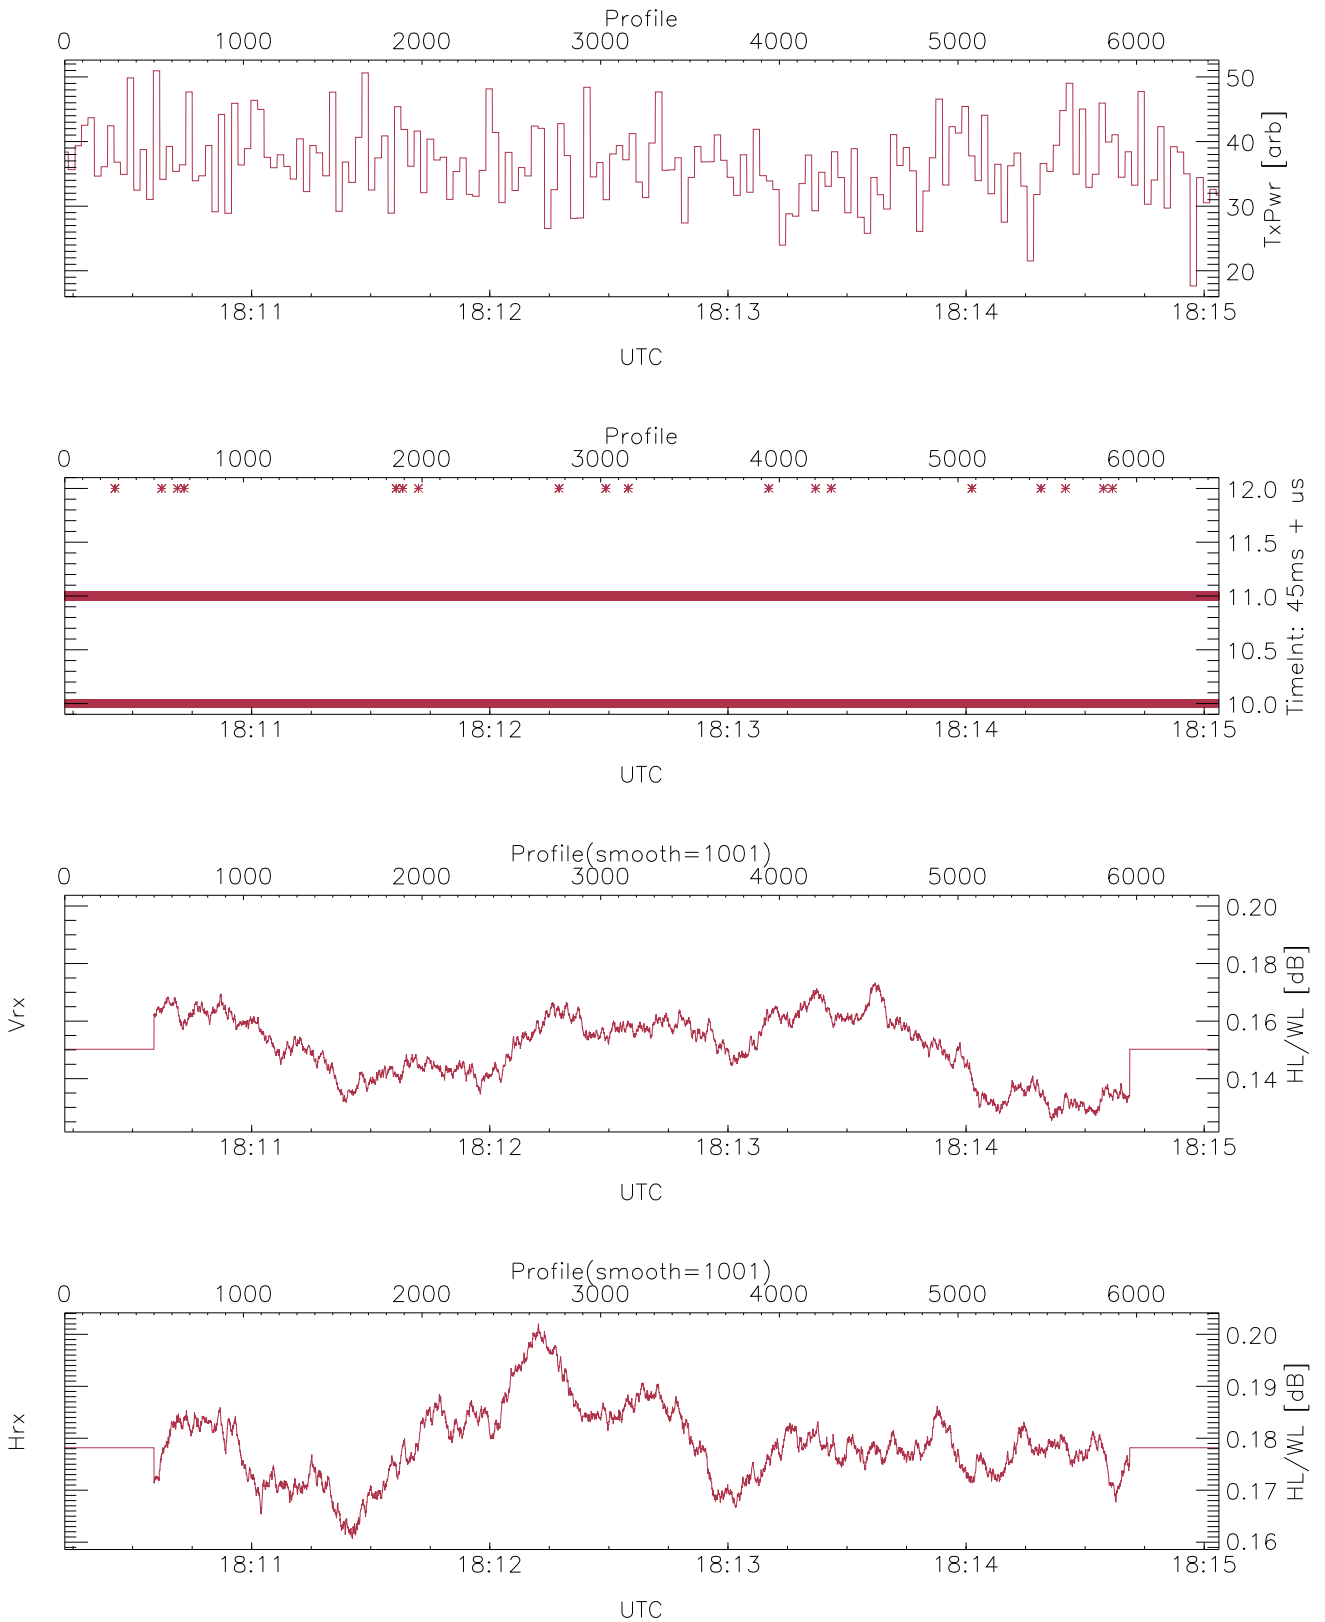 Profile
0 1000 2000 3000 4000 5000 6000
50
40
30
20
TxPwr [arb]
18:11 18:12 18:13 18:14 18:15
UTC
Profile
0 1000 2000 3000 4000 5000 6000
12.0
11.5
11.0
10.5
10.0
TimeInt: 45ms + us
18:11 18:12 18:13 18:14 18:15
UTC
Profile(smooth=1001)
0 1000 2000 3000 4000 5000 6000
Vrx
0.20
0.18
0.16
0.14
HL/WL [dB]
18:11 18:12 18:13 18:14 18:15
UTC
Profile(smooth=1001)
0 1000 2000 3000 4000 5000 6000
Hrx
0.20
0.19
0.18
0.17
0.16
HL/WL [dB]
18:11 18:12 18:13 18:14 18:15
UTC